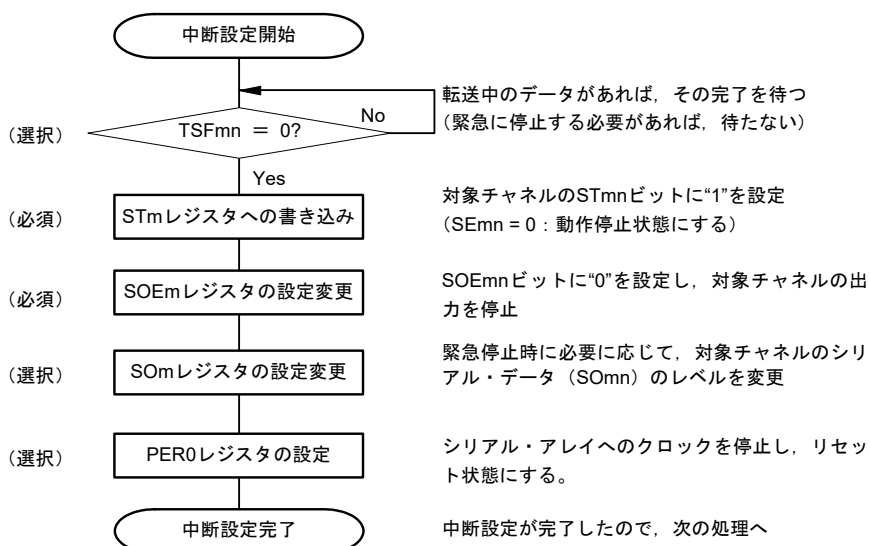 中断設定開始
転送中のデータがあれば，その完了を待つ
（緊急に停止する必要があれば，待たない）
（選択）
TSFmn ＝ 0?
No
Yes
（必須）
STmレジスタへの書き込み
対象チャネルのSTmnビットに“1”を設定
（SEmn = 0：動作停止状態にする）
（必須）
SOEmレジスタの設定変更
SOEmnビットに“0”を設定し，対象チャネルの出
力を停止
（選択）
SOmレジスタの設定変更
緊急停止時に必要に応じて，対象チャネルのシリ
アル・データ（SOmn）のレベルを変更
（選択）
PER0レジスタの設定
シリアル・アレイへのクロックを停止し，リセッ
ト状態にする。
中断設定完了
中断設定が完了したので，次の処理へ